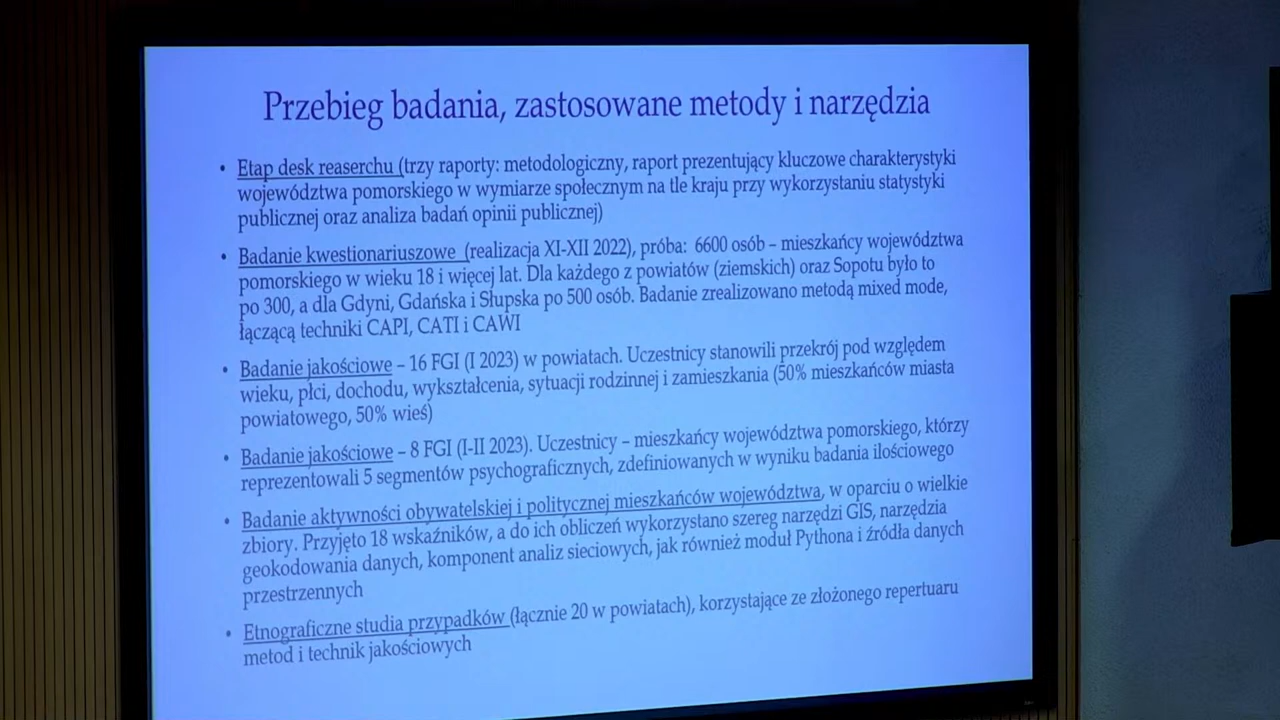 Przebieg badania, zastosowane metody i narzędzia
• Etap desk reaserchu (trzy raporty: metodologiczny, raport prezentujący kluczowe charakterystyki
województwa pomorskiego w wymiarze społecznym na tle kraju przy wykorzystaniu statystyki
publicznej oraz analiza badań opinii publicznej)
• Badanie kwestionariuszowe (realizacja XI-XII 2022), próba: 6600 osób – mieszkańcy województwa
pomorskiego w wieku 18 i więcej lat. Dla każdego z powiatów (ziemskich) oraz Sopotu było to
po 300, a dla Gdyni, Gdańska i Słupska po 500 osób. Badanie zrealizowano metodą mixed mode,
łączącą techniki CAPI, CATI i CAWI
• Badanie jakościowe – 16 FGI (I 2023) w powiatach. Uczestnicy stanowili przekrój pod względem
wieku, płci, dochodu, wykształcenia, sytuacji rodzinnej i zamieszkania (50% mieszkańców miasta
powiatowego, 50% wieś)
• Badanie jakościowe – 8 FGI (I-II 2023). Uczestnicy – mieszkańcy województwa pomorskiego, którzy
reprezentowali 5 segmentów psychograficznych, zdefiniowanych w wyniku badania ilościowego
• Badanie aktywności obywatelskiej i politycznej mieszkańców województwa, w oparciu o wielkie
zbiory. Przyjęto 18 wskaźników, a do ich obliczeń wykorzystano szereg narzędzi GIS, narzędzia
geokodowania danych, komponent analiz sieciowych, jak również moduł Pythona i źródła danych
przestrzennych
• Etnograficzne studia przypadków (łącznie 20 w powiatach), korzystające ze złożonego repertuaru
metod i technik jakościowych